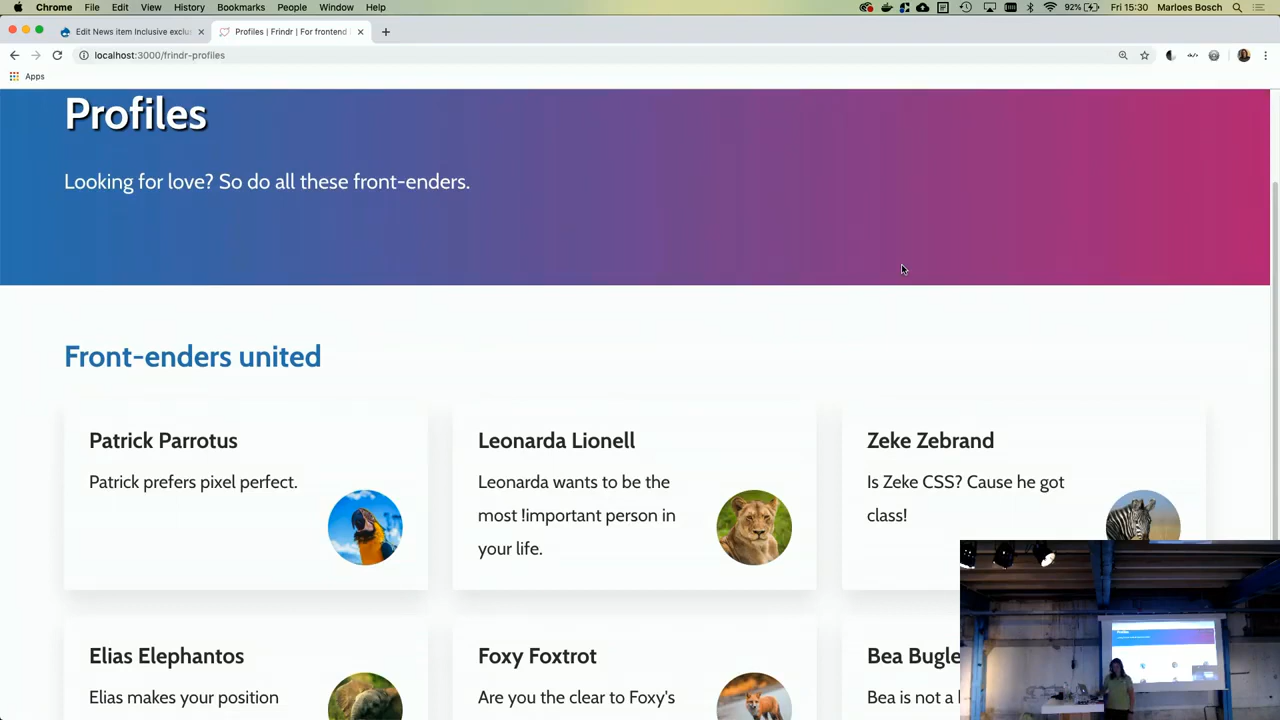 Chrome File Edit View History Bookmarks People Window Help 92% Fri 15:30 Marloes Bosch
Edit News item Inclusive exclu
Profiles | Frindr | For frontend
localhost:3000/frindr-profiles
Apps
Profiles
Looking for love? So do all these front-enders.
Front-enders united
Patrick Parrotus
Patrick prefers pixel perfect.
Leonarda Lionell
Leonarda wants to be the
most !important person in
your life.
Zeke Zebrand
Is Zeke CSS? Cause he got
class!
Elias Elephantos
Elias makes your position
Foxy Foxtrot
Are you the clear to Foxy's
Bea Bugle
Bea is not a